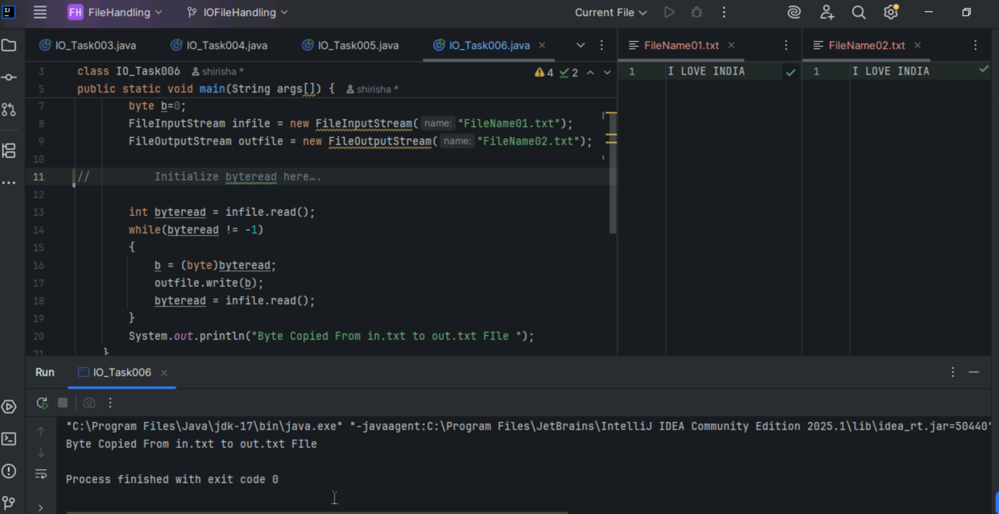 FH FileHandling IOFileHandling Current File
IO_Task003.java IO_Task004.java IO_Task005.java IO_Task006.java FileName01.txt FileName02.txt
3 class IO_Task006 shirisha * 4 2
5 public static void main(String args[]) { shirisha *
7 byte b=0;
8 FileInputStream infile = new FileInputStream( name: "FileName01.txt");
9 FileOutputStream outfile = new FileOutputStream( name: "FileName02.txt");
10
11 // Initialize byteread here….
12
13 int byteread = infile.read();
14 while(byteread != -1)
15 {
16 b = (byte)byteread;
17 outfile.write(b);
18 byteread = infile.read();
19 }
20 System.out.println("Byte Copied From in.txt to out.txt FIle ");
21 }
1 I LOVE INDIA
1 I LOVE INDIA
Run IO_Task006
"C:\Program Files\Java\jdk-17\bin\java.exe" "-javaagent:C:\Program Files\JetBrains\IntelliJ IDEA Community Edition 2025.1\lib\idea_rt.jar=50440"
Byte Copied From in.txt to out.txt FIle
Process finished with exit code 0